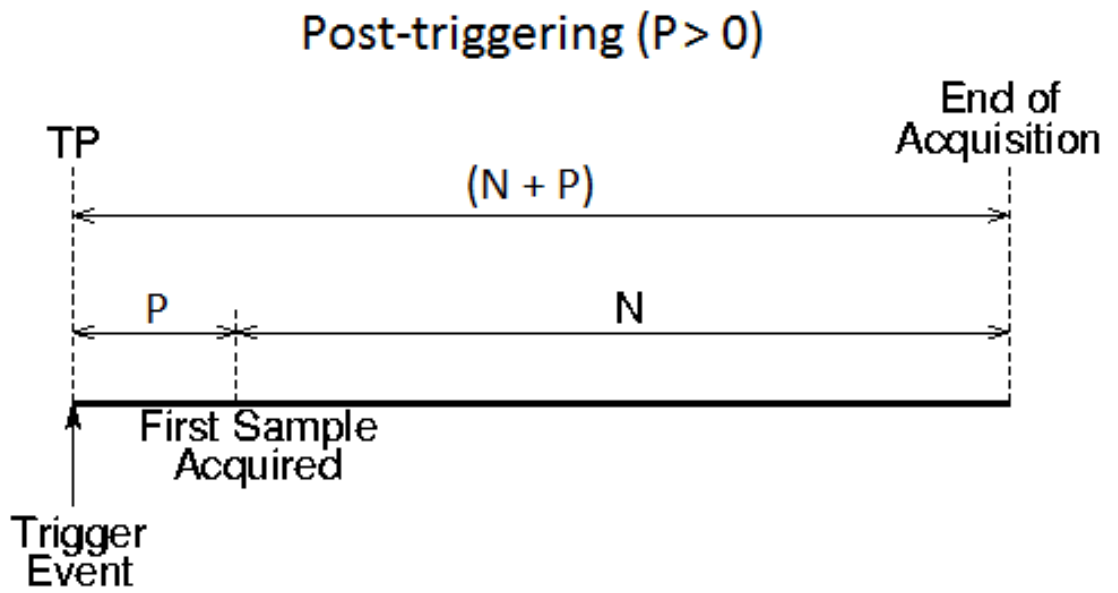 Post-triggering (P > 0)
TP
End of
Acquisition
(N + P)
P
N
First Sample
Acquired
Trigger
Event